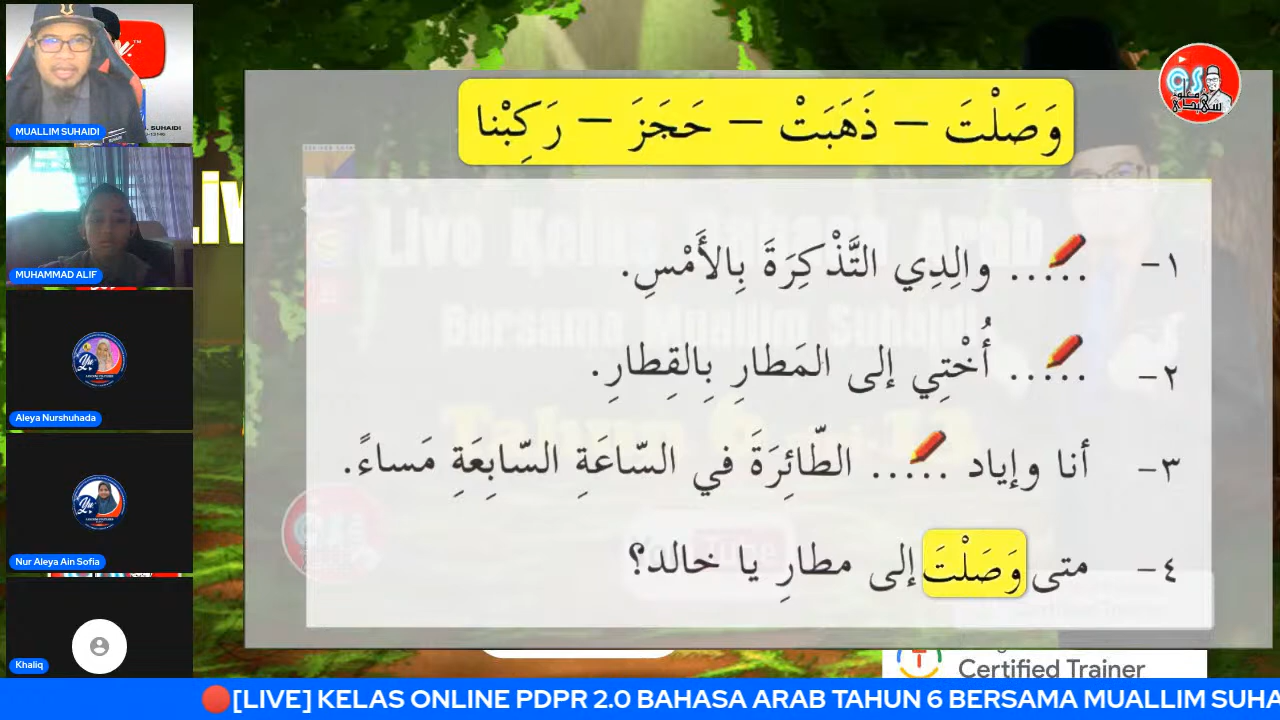 MUALLIM SUHAIDI
MUHAMMAD ALIF
Aleya Nurshuhada
Nur Aleya Ain Sofia
Khaliq
وَصَلْتَ – ذَهَبَتْ – حَجَزَ – رَكِبْنا
١- ..... والِدِي التَّذْكِرَةَ بِالأَمْسِ.
٢- ..... أُخْتِي إلى المَطارِ بِالقِطارِ.
٣- أنا وإياد ..... الطّائِرَةَ في السّاعَةِ السّابِعَةِ مَساءً.
٤- متى وَصَلْتَ إلى مطارِ يا خالد؟
Certified Trainer
[LIVE] KELAS ONLINE PDPR 2.0 BAHASA ARAB TAHUN 6 BERSAMA MUALLIM SUHA